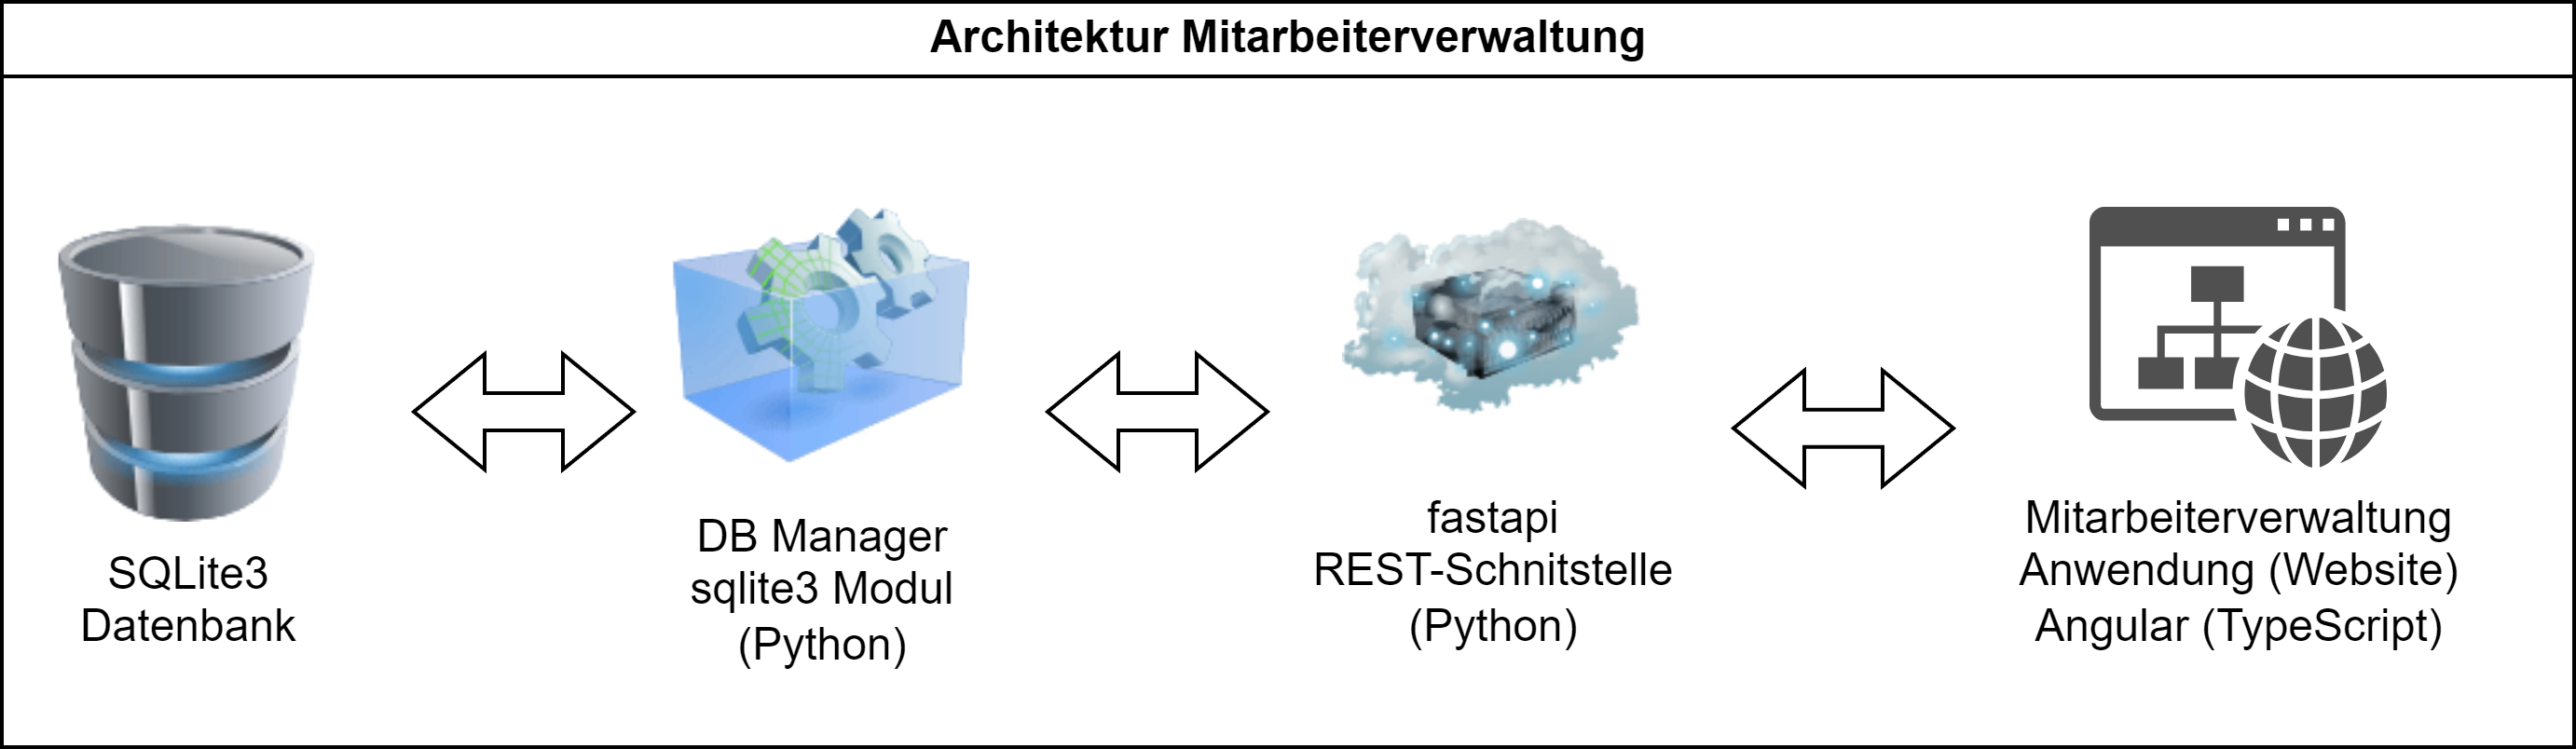 Architektur Mitarbeiterverwaltung
SQLite3
Datenbank
DB Manager
sqlite3 Modul
(Python)
fastapi
REST-Schnitstelle
(Python)
Mitarbeiterverwaltung
Anwendung (Website)
Angular (TypeScript)